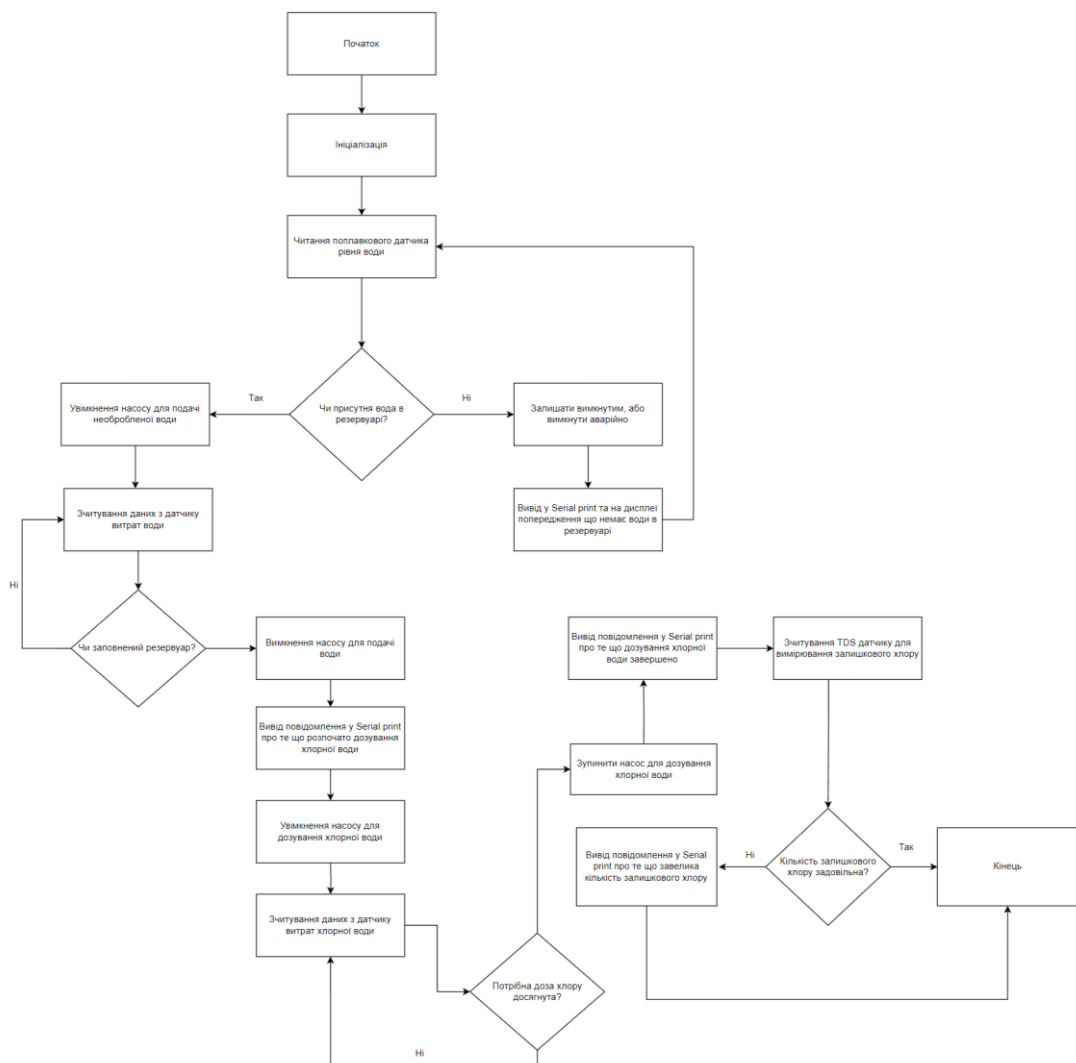 Початок
Ініціалізація
Читання поплавкового датчика
рівня води
Чи присутня вода в
резервуарі?
Так
Ні
Увімкнення насосу для подачі
необробленої води
Залишати вимкнутим, або
вимкнути аварійно
Зчитування даних з датчику
витрат води
Вивід у Serial print та на дисплеї
попередження що немає води в
резервуарі
Ні
Чи заповнений резервуар?
Вимкнення насосу для подачі
води
Вивід повідомлення у Serial print
про те що розпочато дозування
хлорної води
Увімкнення насосу для
дозування хлорної води
Зчитування даних з датчику
витрат хлорної води
Потрібна доза хлору
досягнута?
Ні
Зупинити насос для дозування
хлорної води
Вивід повідомлення у Serial print
про те що дозування хлорної
води завершено
Зчитування TDS датчику для
вимірювання залишкового хлору
Кількість залишкового
хлору задовільна?
Ні
Так
Вивід повідомлення у Serial
print про те що завелика
кількість залишкового хлору
Кінець